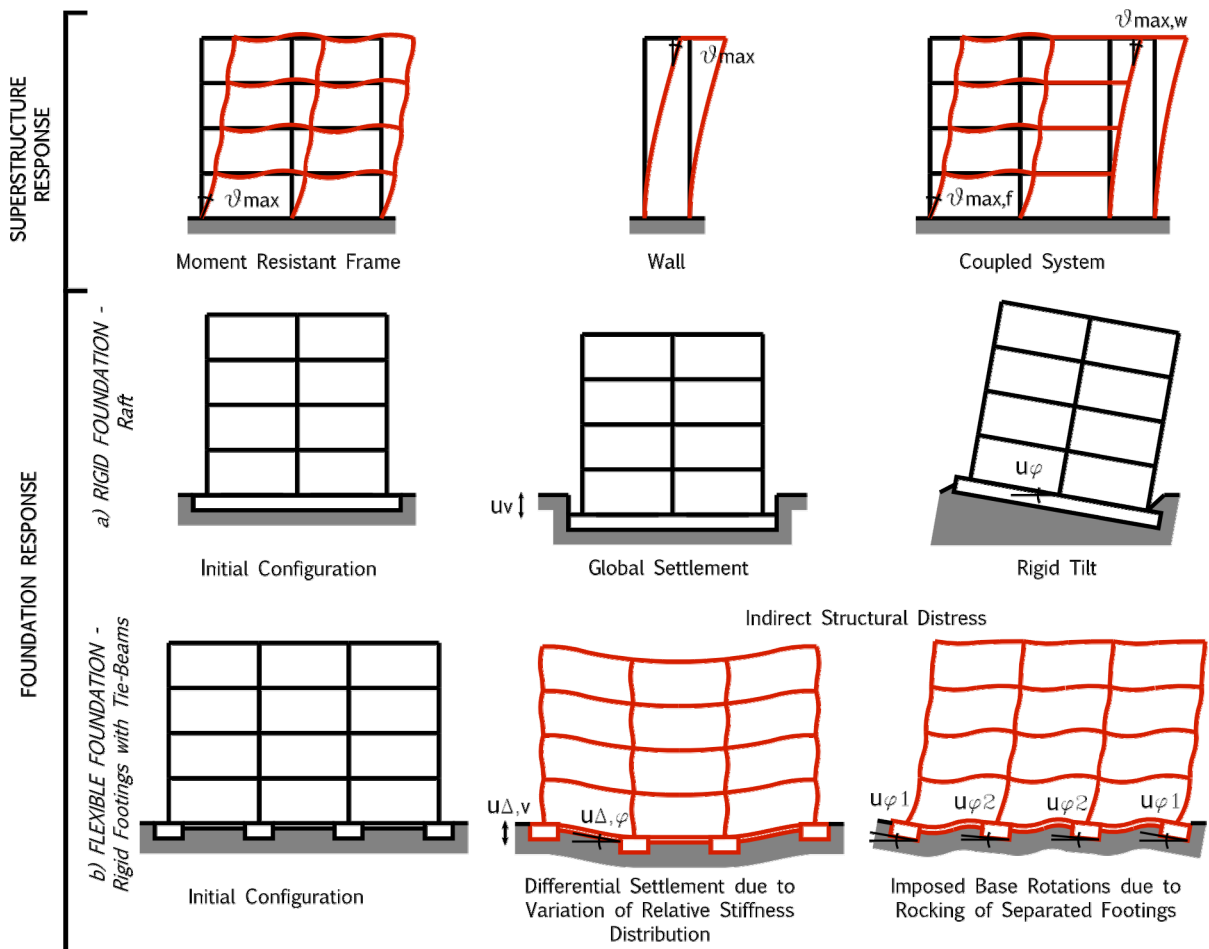 SUPERSTRUCTURE
RESPONSE
ϑmax
Moment Resistant Frame
ϑmax
Wall
ϑmax,w
ϑmax,f
Coupled System
FOUNDATION RESPONSE
a) RIGID FOUNDATION -
Raft
Initial Configuration
uv
Global Settlement
uφ
Rigid Tilt
b) FLEXIBLE FOUNDATION -
Rigid Footings with Tie-Beams
Initial Configuration
Indirect Structural Distress
uΔ,v
uΔ,φ
Differential Settlement due to
Variation of Relative Stiffness
Distribution
uφ1
uφ2
uφ2
uφ1
Imposed Base Rotations due to
Rocking of Separated Footings